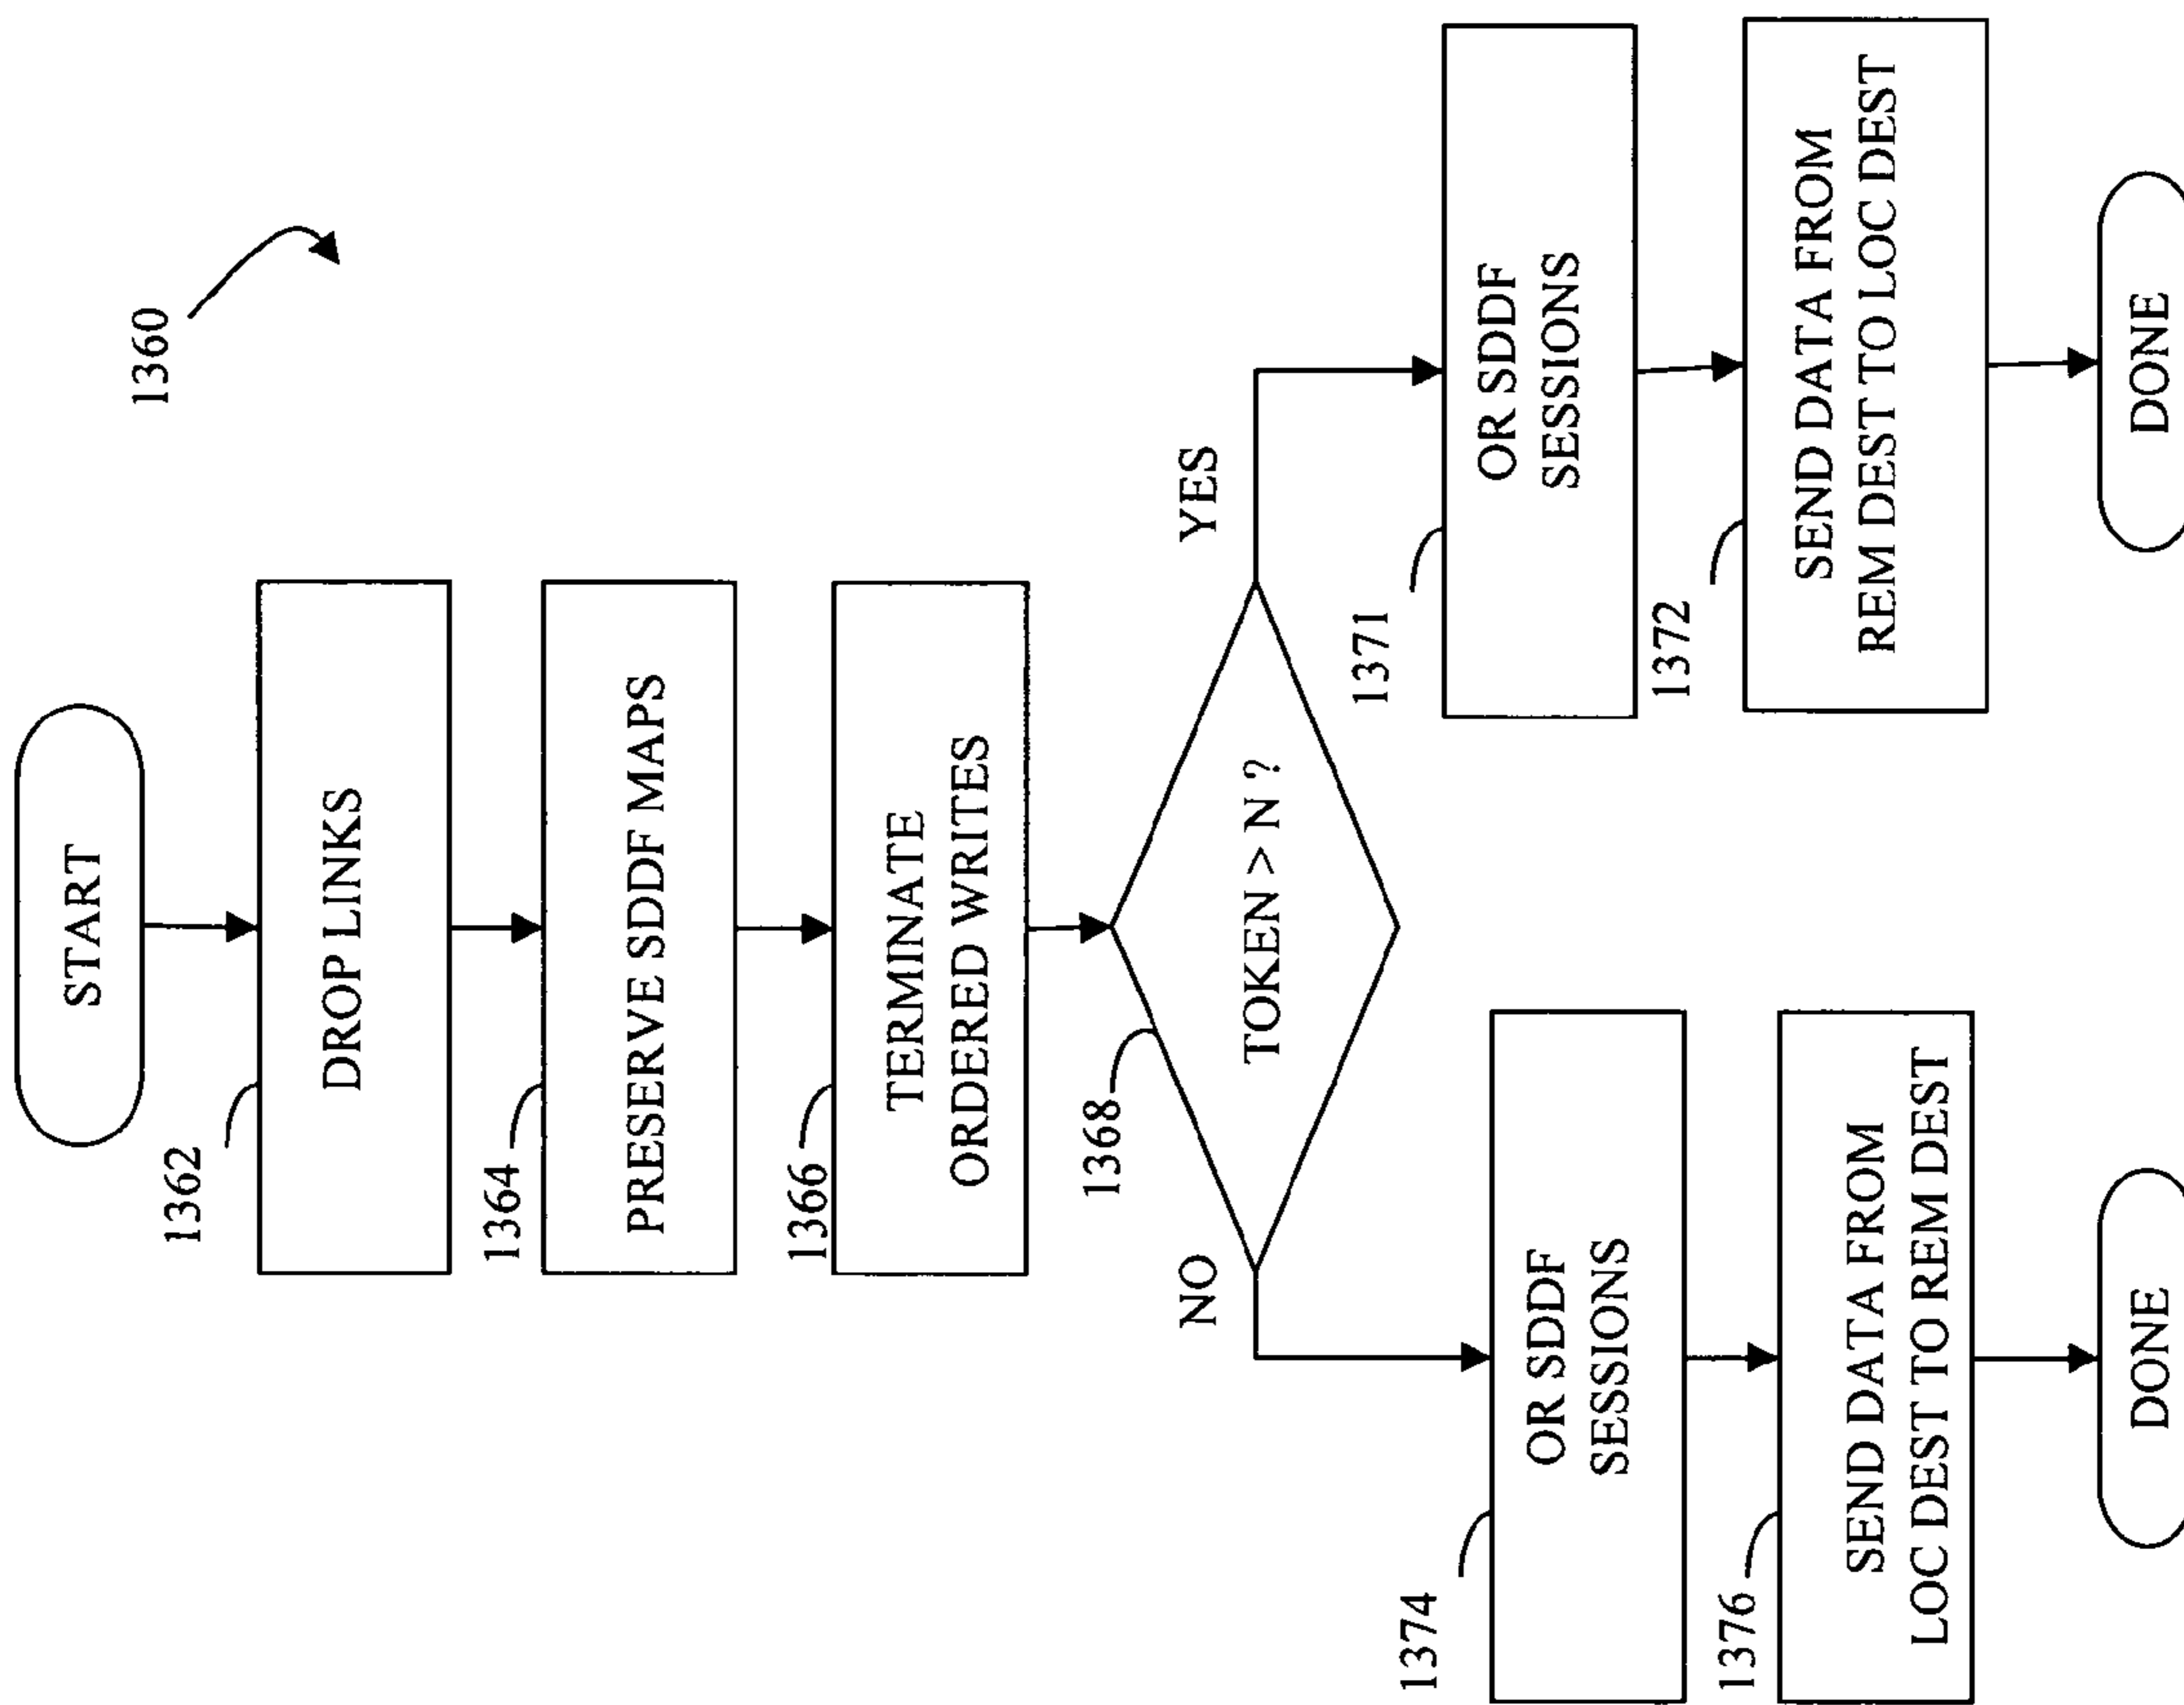 1360
START
1362
DROP LINKS
1364
PRESERVE SDDF MAPS
1366
TERMINATE
ORDERED WRITES
1368
TOKEN > N ?
NO
YES
1374
OR SDDF
SESSIONS
1376
SEND DATA FROM
LOC DEST TO REM DEST
DONE
1371
OR SDDF
SESSIONS
1372
SEND DATA FROM
REM DEST TO LOC DEST
DONE